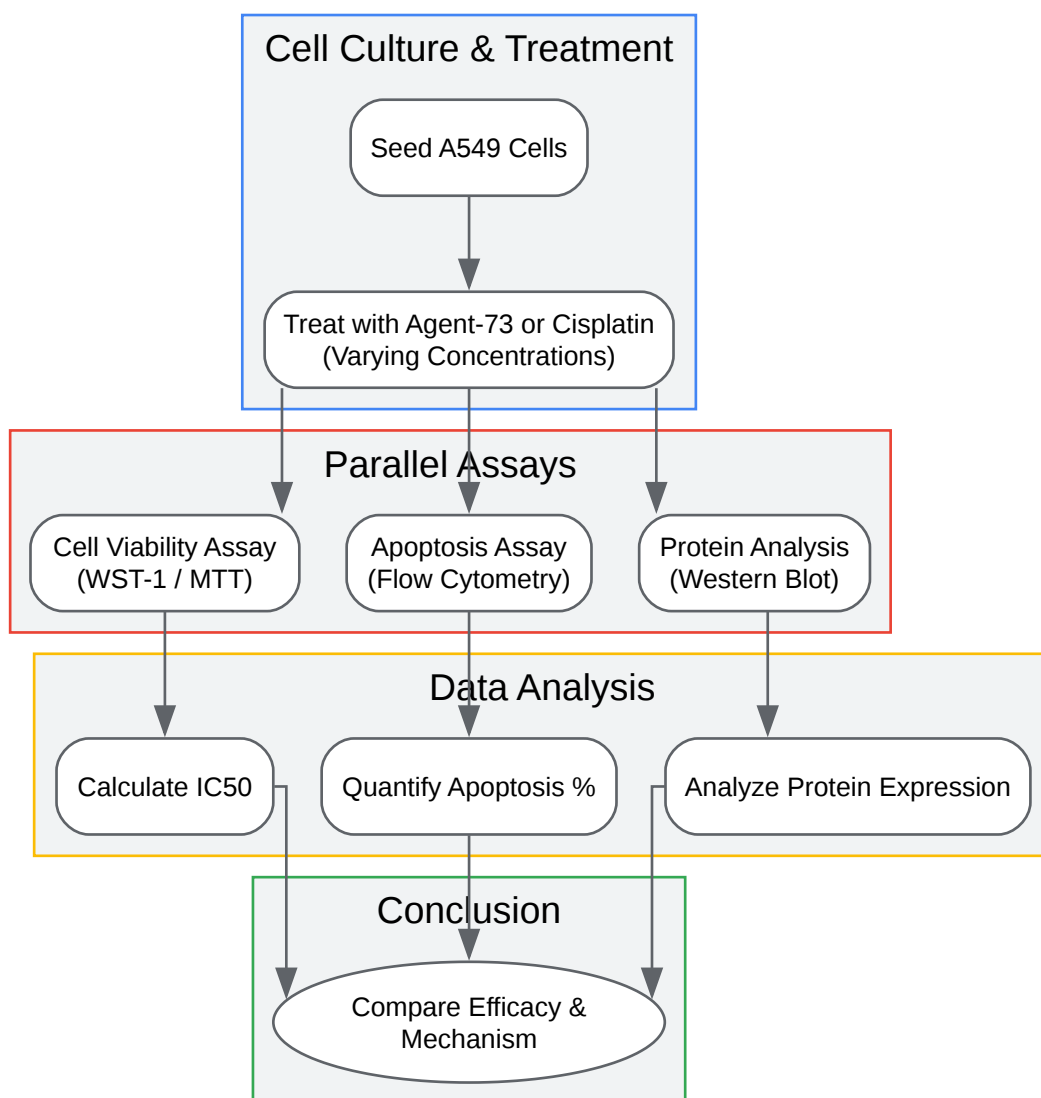 Cell Culture & Treatment
Seed A549 Cells
Treat with Agent-73 or Cisplatin
(Varying Concentrations)
Parallel Assays
Cell Viability Assay
(WST-1 / MTT)
Apoptosis Assay
(Flow Cytometry)
Protein Analysis
(Western Blot)
Data Analysis
Calculate IC50
Quantify Apoptosis %
Analyze Protein Expression
Conclusion
Compare Efficacy &
Mechanism